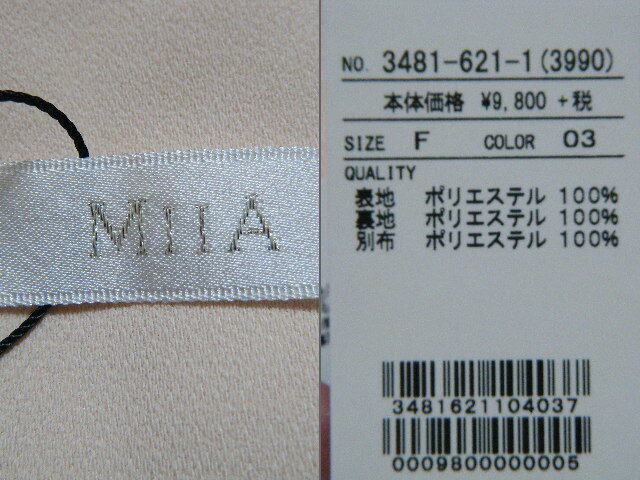 MIIA
NO. 3481-621-1(3990)
本体価格 ¥9,800 +税
SIZE F COLOR 03
QUALITY
表地 ポリエステル 100%
裏地 ポリエステル 100%
別布 ポリエステル 100%
3481621104037
0009800000005